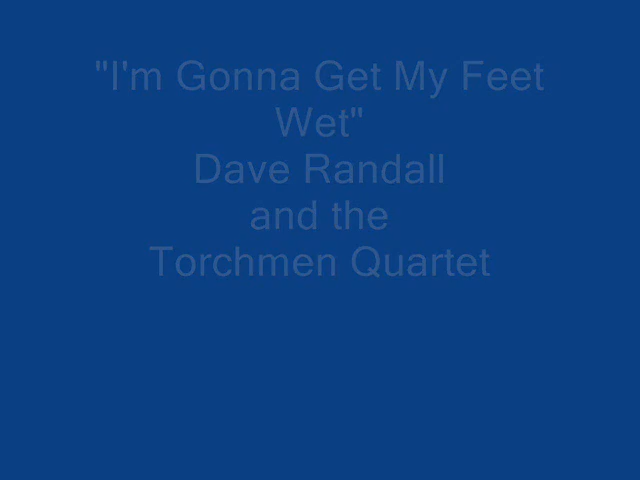 "I'm Gonna Get My Feet
Wet"
Dave Randall
and the
Torchmen Quartet